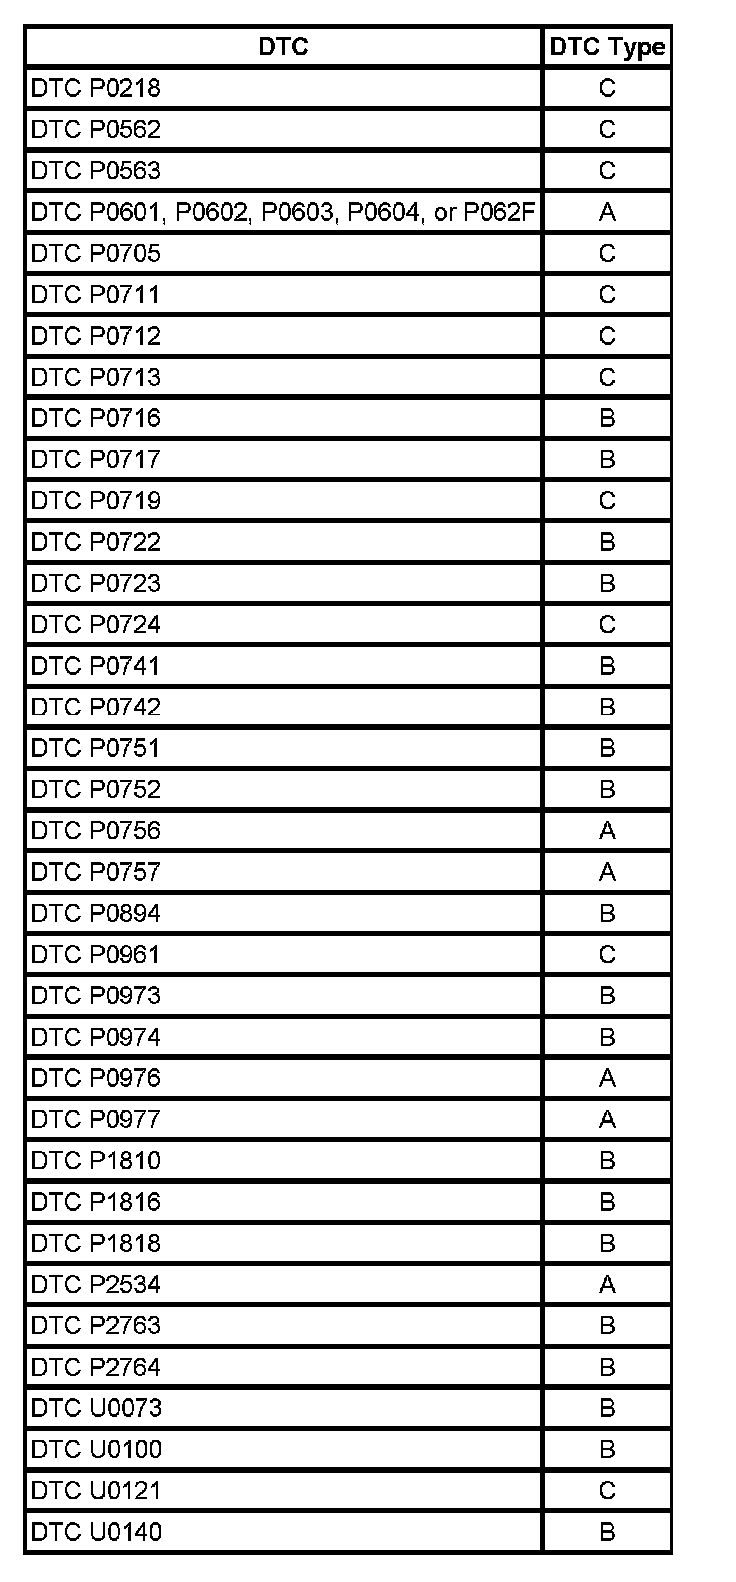 DTC DTC Type
DTC P0218 C
DTC P0562 C
DTC P0563 C
DTC P0601, P0602, P0603, P0604, or P062F A
DTC P0705 C
DTC P0711 C
DTC P0712 C
DTC P0713 C
DTC P0716 B
DTC P0717 B
DTC P0719 C
DTC P0722 B
DTC P0723 B
DTC P0724 C
DTC P0741 B
DTC P0742 B
DTC P0751 B
DTC P0752 B
DTC P0756 A
DTC P0757 A
DTC P0894 B
DTC P0961 C
DTC P0973 B
DTC P0974 B
DTC P0976 A
DTC P0977 A
DTC P1810 B
DTC P1816 B
DTC P1818 B
DTC P2534 A
DTC P2763 B
DTC P2764 B
DTC U0073 B
DTC U0100 B
DTC U0121 C
DTC U0140 B